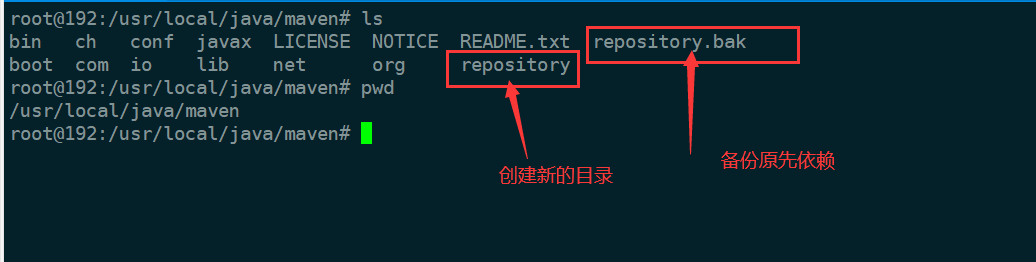 root@192:/usr/local/java/maven# ls
bin ch conf javax LICENSE NOTICE README.txt repository.bak
boot com io lib net org repository
root@192:/usr/local/java/maven# pwd
/usr/local/java/maven
root@192:/usr/local/java/maven#
备份原先依赖
创建新的目录